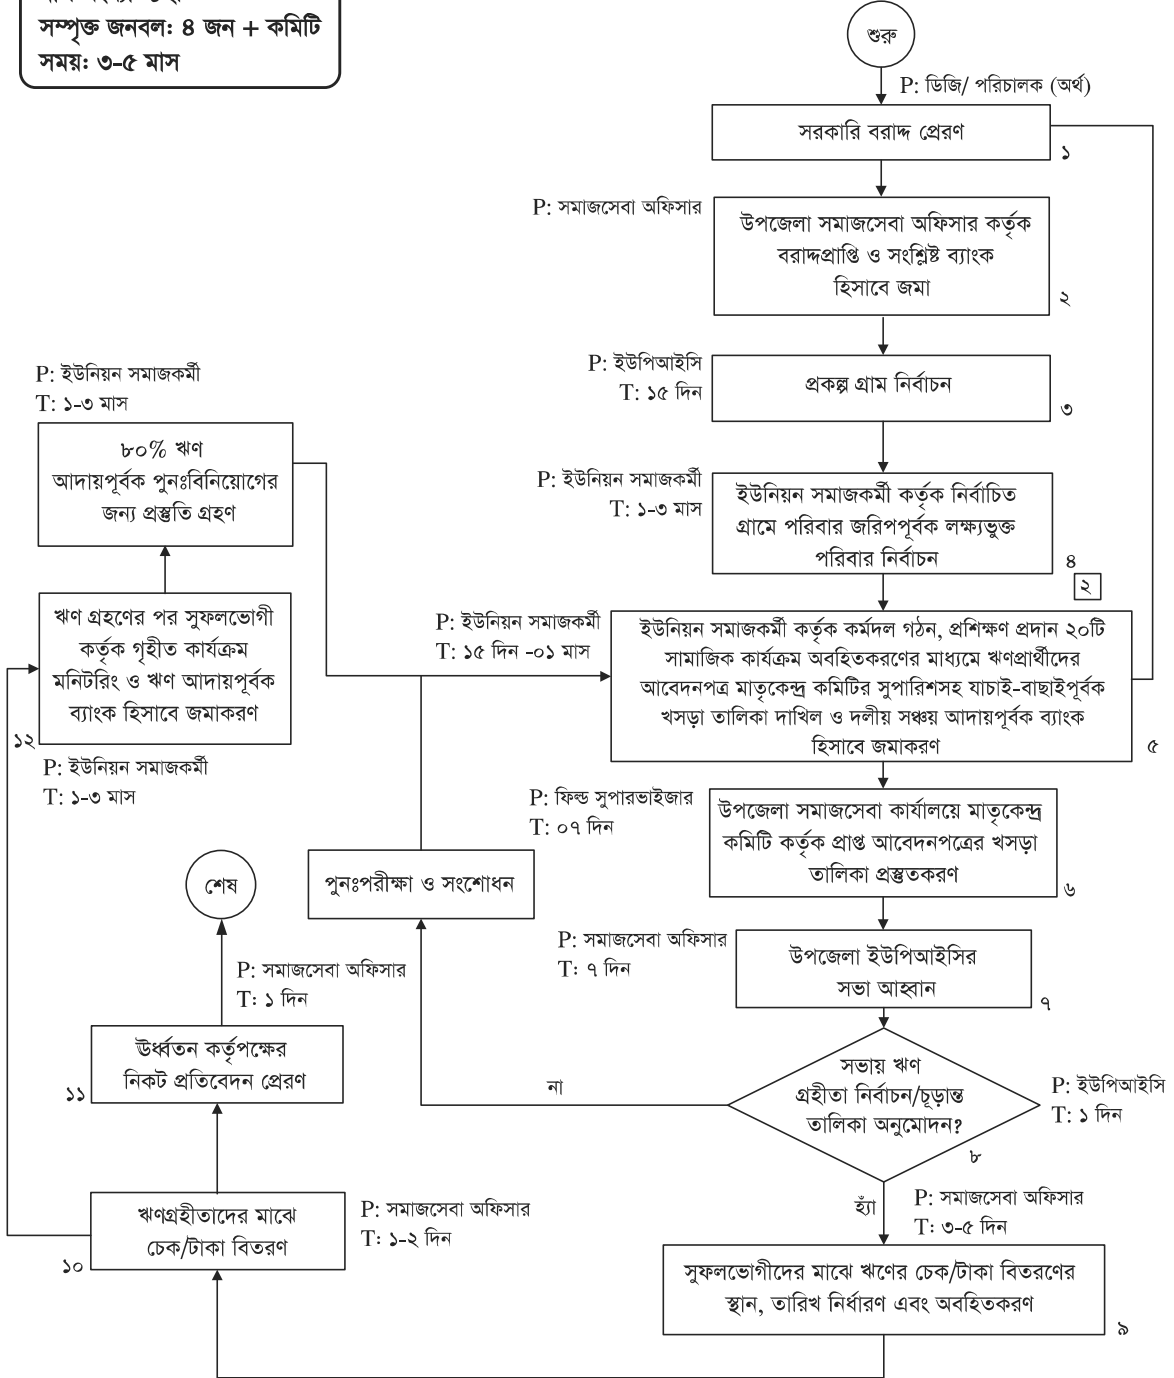 সম্পৃক্ত জনবল: ৪ জন + কমিটি
সময়: ৩-৫ মাস
শুরু
P: ডিজি/ পরিচালক (অর্থ)
সরকারি বরাদ্দ প্রেরণ
১
P: সমাজসেবা অফিসার
উপজেলা সমাজসেবা অফিসার কর্তৃক
বরাদ্দপ্রাপ্তি ও সংশ্লিষ্ট ব্যাংক
হিসাবে জমা
২
P: ইউপিআইসি
T: ১৫ দিন
প্রকল্প গ্রাম নির্বাচন
৩
P: ইউনিয়ন সমাজকর্মী
T: ১-৩ মাস
ইউনিয়ন সমাজকর্মী কর্তৃক নির্বাচিত
গ্রামে পরিবার জরিপপূর্বক লক্ষ্যভুক্ত
পরিবার নির্বাচন
৪
২
P: ইউনিয়ন সমাজকর্মী
T: ১৫ দিন -০১ মাস
ইউনিয়ন সমাজকর্মী কর্তৃক কর্মদল গঠন, প্রশিক্ষণ প্রদান ২০টি
সামাজিক কার্যক্রম অবহিতকরণের মাধ্যমে ঋণপ্রার্থীদের
আবেদনপত্র মাতৃকেন্দ্র কমিটির সুপারিশসহ যাচাই-বাছাইপূর্বক
খসড়া তালিকা দাখিল ও দলীয় সঞ্চয় আদায়পূর্বক ব্যাংক
হিসাবে জমাকরণ
৫
P: ফিল্ড সুপারভাইজার
T: ০৭ দিন
উপজেলা সমাজসেবা কার্যালয়ে মাতৃকেন্দ্র
কমিটি কর্তৃক প্রাপ্ত আবেদনপত্রের খসড়া
তালিকা প্রস্তুতকরণ
৬
P: সমাজসেবা অফিসার
T: ৭ দিন
উপজেলা ইউপিআইসির
সভা আহ্বান
৭
সভায় ঋণ
গ্রহীতা নির্বাচন/চূড়ান্ত
তালিকা অনুমোদন?
৮
P: ইউপিআইসি
T: ১ দিন
না
পুনঃপরীক্ষা ও সংশোধন
হ্যাঁ
P: সমাজসেবা অফিসার
T: ৩-৫ দিন
সুফলভোগীদের মাঝে ঋণের চেক/টাকা বিতরণের
স্থান, তারিখ নির্ধারণ এবং অবহিতকরণ
৯
ঋণগ্রহীতাদের মাঝে
চেক/টাকা বিতরণ
১০
P: সমাজসেবা অফিসার
T: ১-২ দিন
ঊর্ধ্বতন কর্তৃপক্ষের
নিকট প্রতিবেদন প্রেরণ
১১
P: সমাজসেবা অফিসার
T: ১ দিন
শেষ
ঋণ গ্রহণের পর সুফলভোগী
কর্তৃক গৃহীত কার্যক্রম
মনিটরিং ও ঋণ আদায়পূর্বক
ব্যাংক হিসাবে জমাকরণ
১২
P: ইউনিয়ন সমাজকর্মী
T: ১-৩ মাস
P: ইউনিয়ন সমাজকর্মী
T: ১-৩ মাস
৮০% ঋণ
আদায়পূর্বক পুনঃবিনিয়োগের
জন্য প্রস্তুতি গ্রহণ